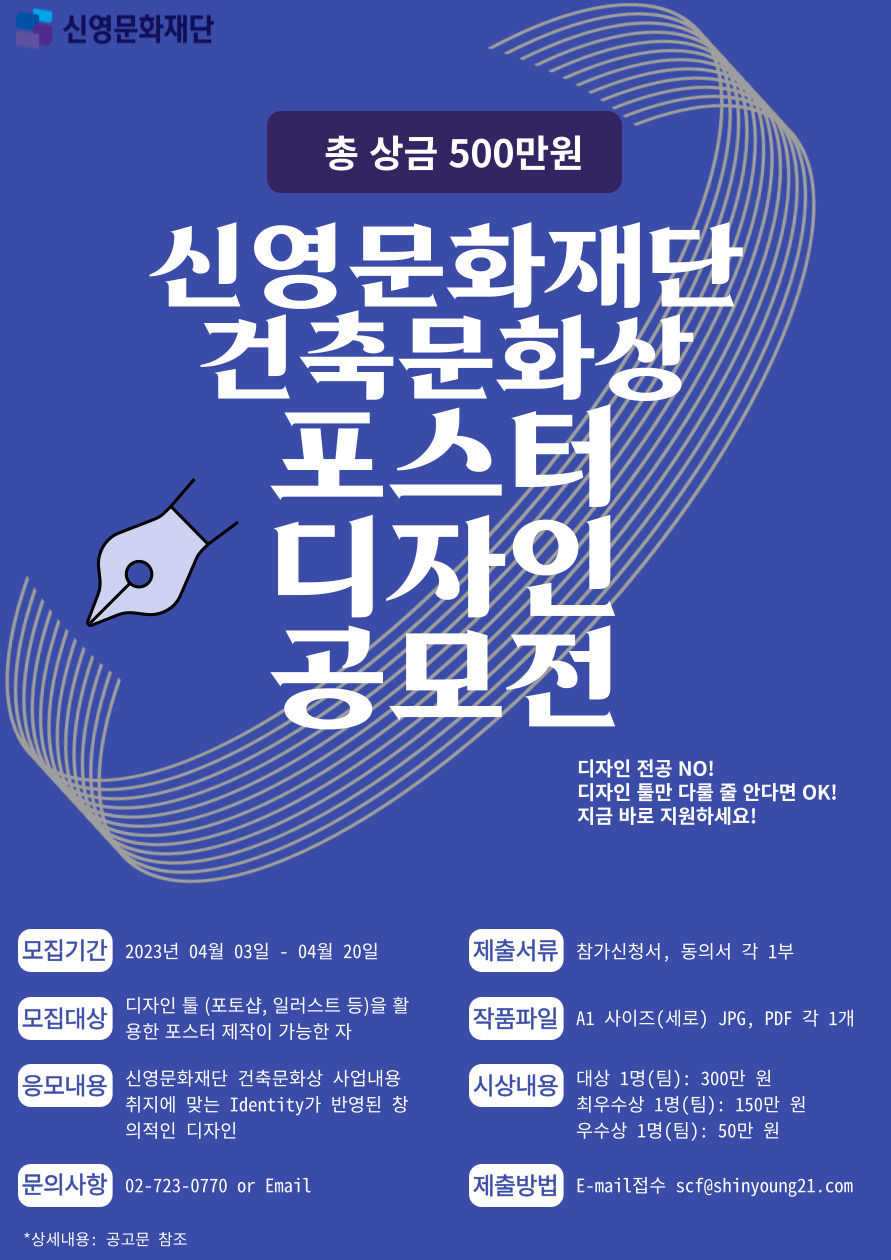 신영문화재단
총 상금 500만원
신영문화재단
건축문화상
포스터
디자인
공모전
디자인 전공 NO!
디자인 툴만 다룰 줄 안다면 OK!
지금 바로 지원하세요!
모집기간
2023년 04월 03일 - 04월 20일
모집대상
디자인 툴 (포토샵, 일러스트 등)을 활
용한 포스터 제작이 가능한 자
응모내용
신영문화재단 건축문화상 사업내용
취지에 맞는 Identity가 반영된 창
의적인 디자인
문의사항
02-723-0770 or Email
제출서류
참가신청서, 동의서 각 1부
작품파일
A1 사이즈(세로) JPG, PDF 각 1개
시상내용
대상 1명(팀): 300만 원
최우수상 1명(팀): 150만 원
우수상 1명(팀): 50만 원
제출방법
E-mail접수 scf@shinyoung21.com
*상세내용: 공고문 참조